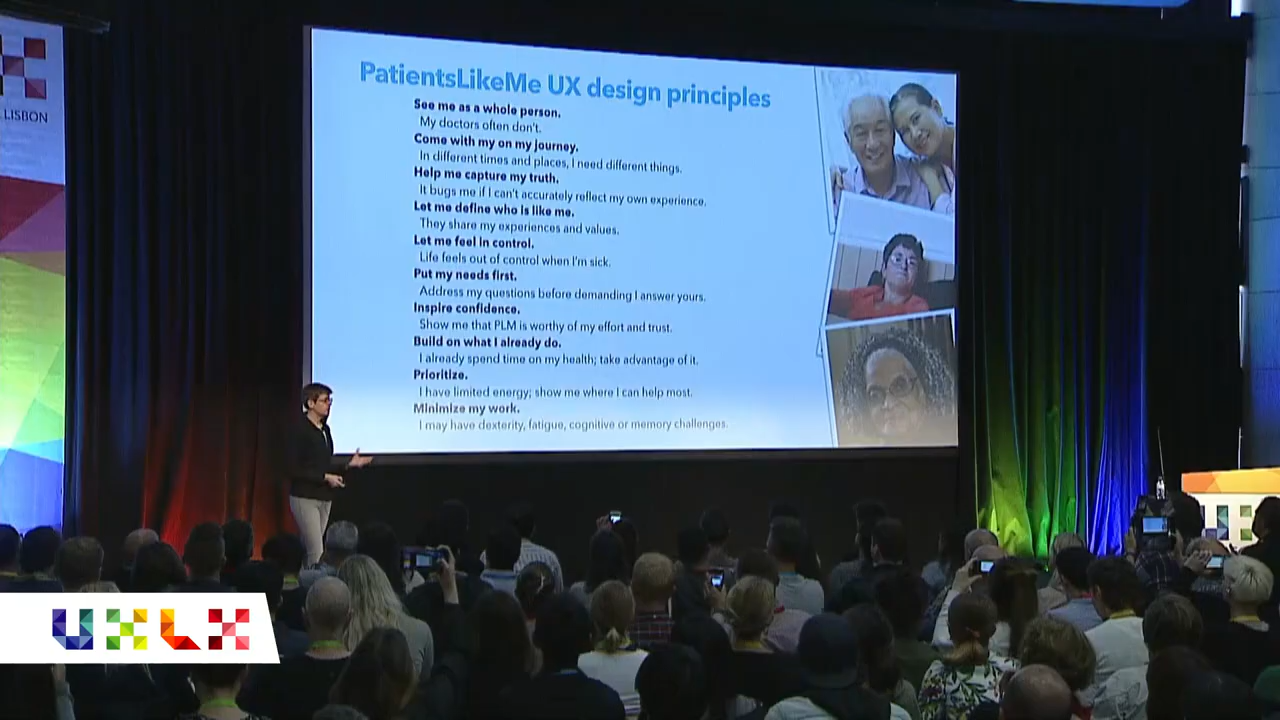 LISBON
PatientsLikeMe UX design principles
See me as a whole person.
My doctors often don't.
Come with my on my journey.
In different times and places, I need different things.
Help me capture my truth.
It bugs me if I can't accurately reflect my own experience.
Let me define who is like me.
They share my experiences and values.
Let me feel in control.
Life feels out of control when I'm sick.
Put my needs first.
Address my questions before demanding I answer yours.
Inspire confidence.
Show me that PLM is worthy of my effort and trust.
Build on what I already do.
I already spend time on my health; take advantage of it.
Prioritize.
I have limited energy; show me where I can help most.
Minimize my work.
I may have dexterity, fatigue, cognitive or memory challenges.
UXLX